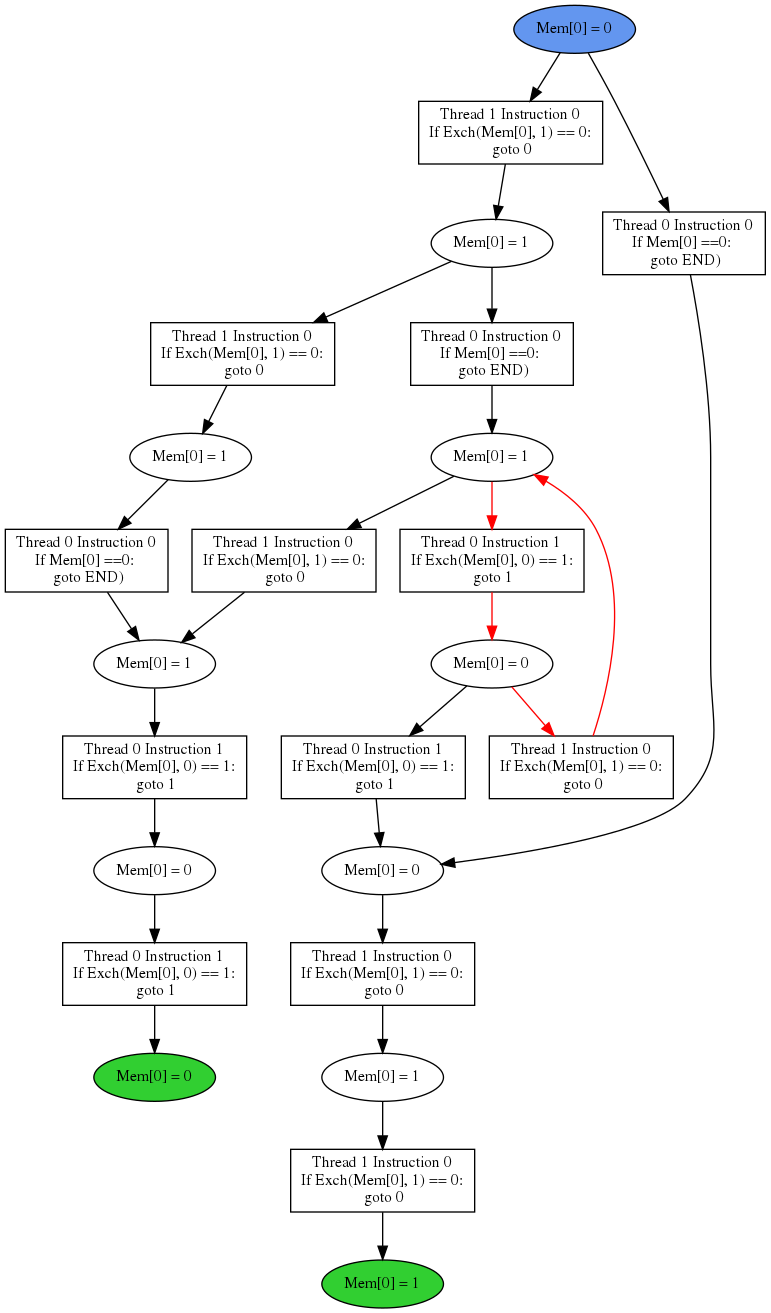 Mem[0] = 0
Thread 1 Instruction 0
If Exch(Mem[0], 1) == 0:
goto 0
Thread 0 Instruction 0
If Mem[0] ==0:
goto END)
Mem[0] = 1
Thread 1 Instruction 0
If Exch(Mem[0], 1) == 0:
goto 0
Thread 0 Instruction 0
If Mem[0] ==0:
goto END)
Mem[0] = 1
Mem[0] = 1
Thread 0 Instruction 0
If Mem[0] ==0:
goto END)
Thread 1 Instruction 0
If Exch(Mem[0], 1) == 0:
goto 0
Thread 0 Instruction 1
If Exch(Mem[0], 0) == 1:
goto 1
Mem[0] = 1
Mem[0] = 0
Thread 0 Instruction 1
If Exch(Mem[0], 0) == 1:
goto 1
Thread 0 Instruction 1
If Exch(Mem[0], 0) == 1:
goto 1
Thread 1 Instruction 0
If Exch(Mem[0], 1) == 0:
goto 0
Mem[0] = 0
Mem[0] = 0
Thread 0 Instruction 1
If Exch(Mem[0], 0) == 1:
goto 1
Thread 1 Instruction 0
If Exch(Mem[0], 1) == 0:
goto 0
Mem[0] = 0
Mem[0] = 1
Thread 1 Instruction 0
If Exch(Mem[0], 1) == 0:
goto 0
Mem[0] = 1